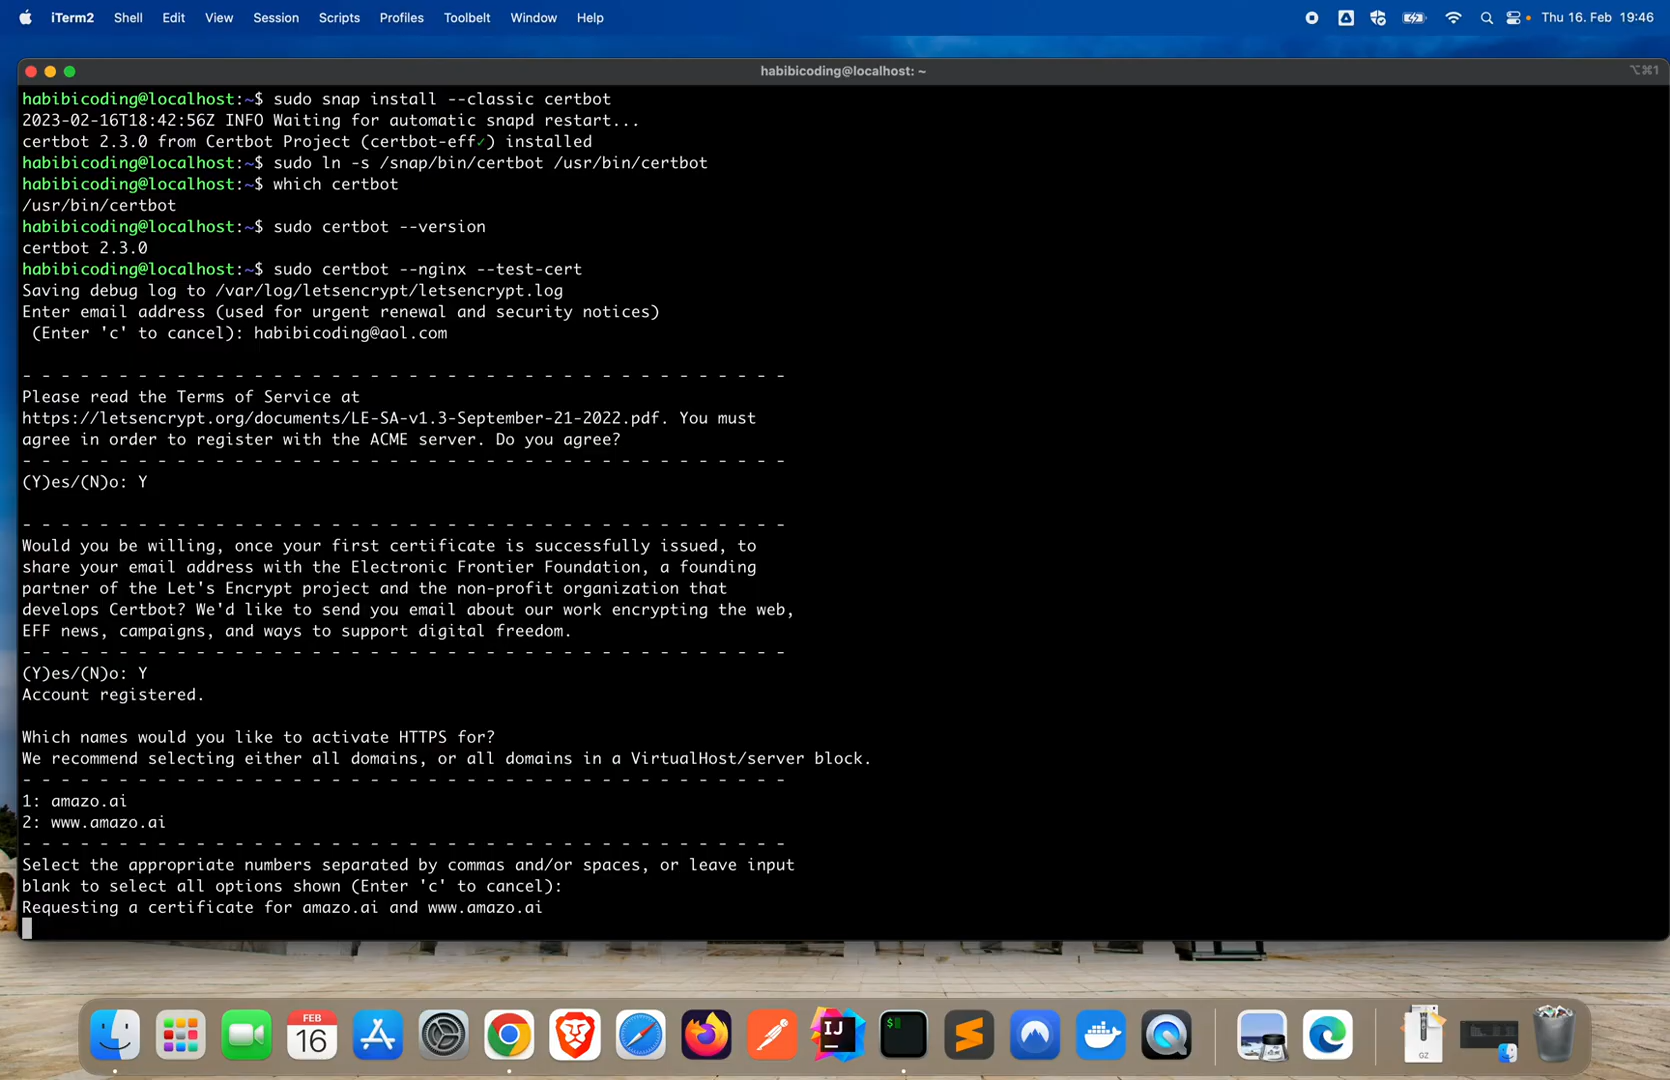 iTerm2 Shell Edit View Session Scripts Profiles Toolbelt Window Help Thu 16. Feb 19:46
habibicoding@localhost: ~ ⌥⌘1
habibicoding@localhost:~$ sudo snap install --classic certbot
2023-02-16T18:42:56Z INFO Waiting for automatic snapd restart...
certbot 2.3.0 from Certbot Project (certbot-eff✓) installed
habibicoding@localhost:~$ sudo ln -s /snap/bin/certbot /usr/bin/certbot
habibicoding@localhost:~$ which certbot
/usr/bin/certbot
habibicoding@localhost:~$ sudo certbot --version
certbot 2.3.0
habibicoding@localhost:~$ sudo certbot --nginx --test-cert
Saving debug log to /var/log/letsencrypt/letsencrypt.log
Enter email address (used for urgent renewal and security notices)
(Enter 'c' to cancel): habibicoding@aol.com
- - - - - - - - - - - - - - - - - - - - - - - - - - - - - - - - - - - - - - - -
Please read the Terms of Service at
https://letsencrypt.org/documents/LE-SA-v1.3-September-21-2022.pdf. You must
agree in order to register with the ACME server. Do you agree?
- - - - - - - - - - - - - - - - - - - - - - - - - - - - - - - - - - - - - - - -
(Y)es/(N)o: Y
- - - - - - - - - - - - - - - - - - - - - - - - - - - - - - - - - - - - - - - -
Would you be willing, once your first certificate is successfully issued, to
share your email address with the Electronic Frontier Foundation, a founding
partner of the Let's Encrypt project and the non-profit organization that
develops Certbot? We'd like to send you email about our work encrypting the web,
EFF news, campaigns, and ways to support digital freedom.
- - - - - - - - - - - - - - - - - - - - - - - - - - - - - - - - - - - - - - - -
(Y)es/(N)o: Y
Account registered.
Which names would you like to activate HTTPS for?
We recommend selecting either all domains, or all domains in a VirtualHost/server block.
- - - - - - - - - - - - - - - - - - - - - - - - - - - - - - - - - - - - - - - -
1: amazo.ai
2: www.amazo.ai
- - - - - - - - - - - - - - - - - - - - - - - - - - - - - - - - - - - - - - - -
Select the appropriate numbers separated by commas and/or spaces, or leave input
blank to select all options shown (Enter 'c' to cancel):
Requesting a certificate for amazo.ai and www.amazo.ai
FEB
16
IJ
$
GZ